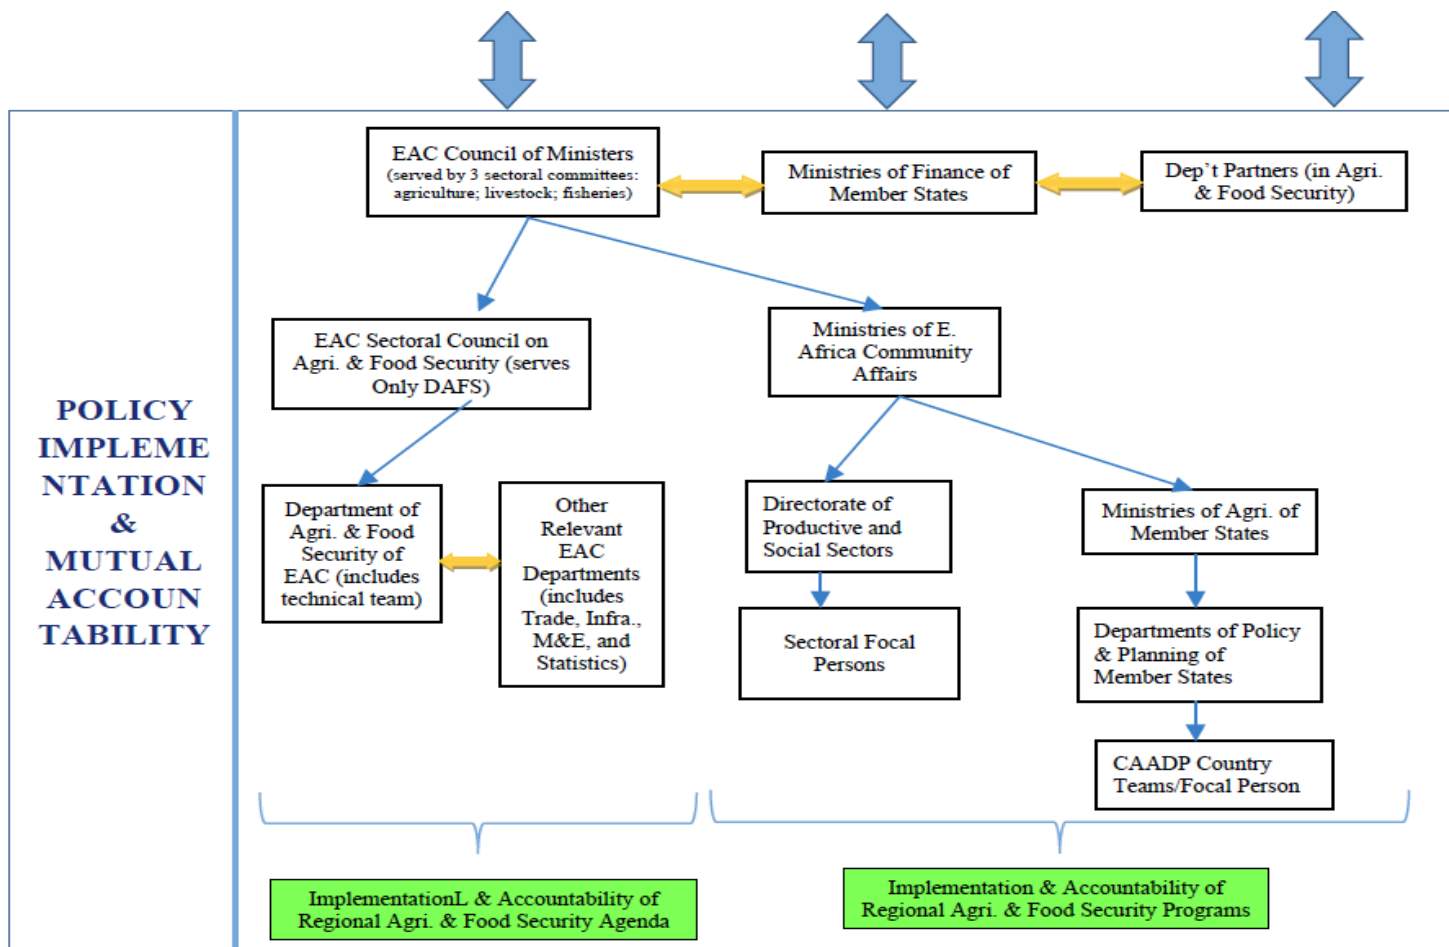 POLICY
IMPLEME
NTATION
&
MUTUAL
ACCOUN
TABILITY
EAC Council of Ministers
(served by 3 sectoral committees:
agriculture; livestock; fisheries)
Ministries of Finance of
Member States
Dep't Partners (in Agri.
& Food Security)
EAC Sectoral Council on
Agri. & Food Security (serves
Only DAFS)
Ministries of E.
Africa Community
Affairs
Department of
Agri. & Food
Security of
EAC (includes
technical team)
Other
Relevant
EAC
Departments
(includes
Trade, Infra.,
M&E, and
Statistics)
Directorate of
Productive and
Social Sectors
Ministries of Agri. of
Member States
Sectoral Focal
Persons
Departments of Policy
& Planning of
Member States
CAADP Country
Teams/Focal Person
ImplementationL & Accountability of
Regional Agri. & Food Security Agenda
Implementation & Accountability of
Regional Agri. & Food Security Programs